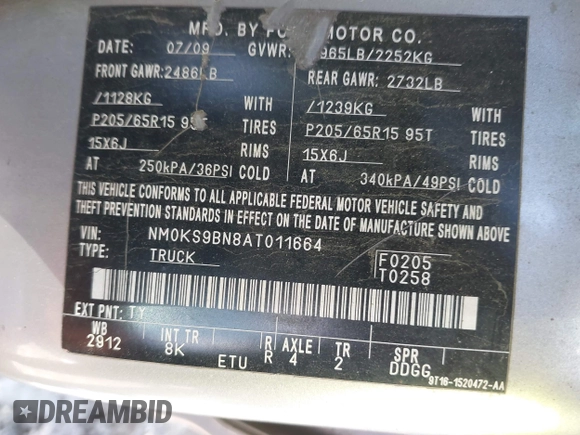 MFG. BY FO MOTOR CO.
DATE: 07/09 GVWR: 965LB/2252KG
FRONT GAWR: 2486LB REAR GAWR: 2732LB
/1128KG WITH /1239KG WITH
P205/65R15 95T TIRES P205/65R15 95T TIRES
15X6J RIMS 15X6J RIMS
AT 250kPA/36PSI COLD AT 340kPA/49PSI COLD
THIS VEHICLE CONFORMS TO ALL APPLICABLE FEDERAL MOTOR VEHICLE SAFETY AND
THEFT PREVENTION STANDARDS IN EFFECT ON THE DATE OF MANUFACTURE SHOWN ABOVE
VIN: NM0KS9BN8AT011664
TYPE: TRUCK
F0205
T0258
EXT PNT: TY
WB INT TR R AXLE TR SPR
2912 8K ETU R 4 2 DDGG
9T16-1520472-AA
DREAMBID